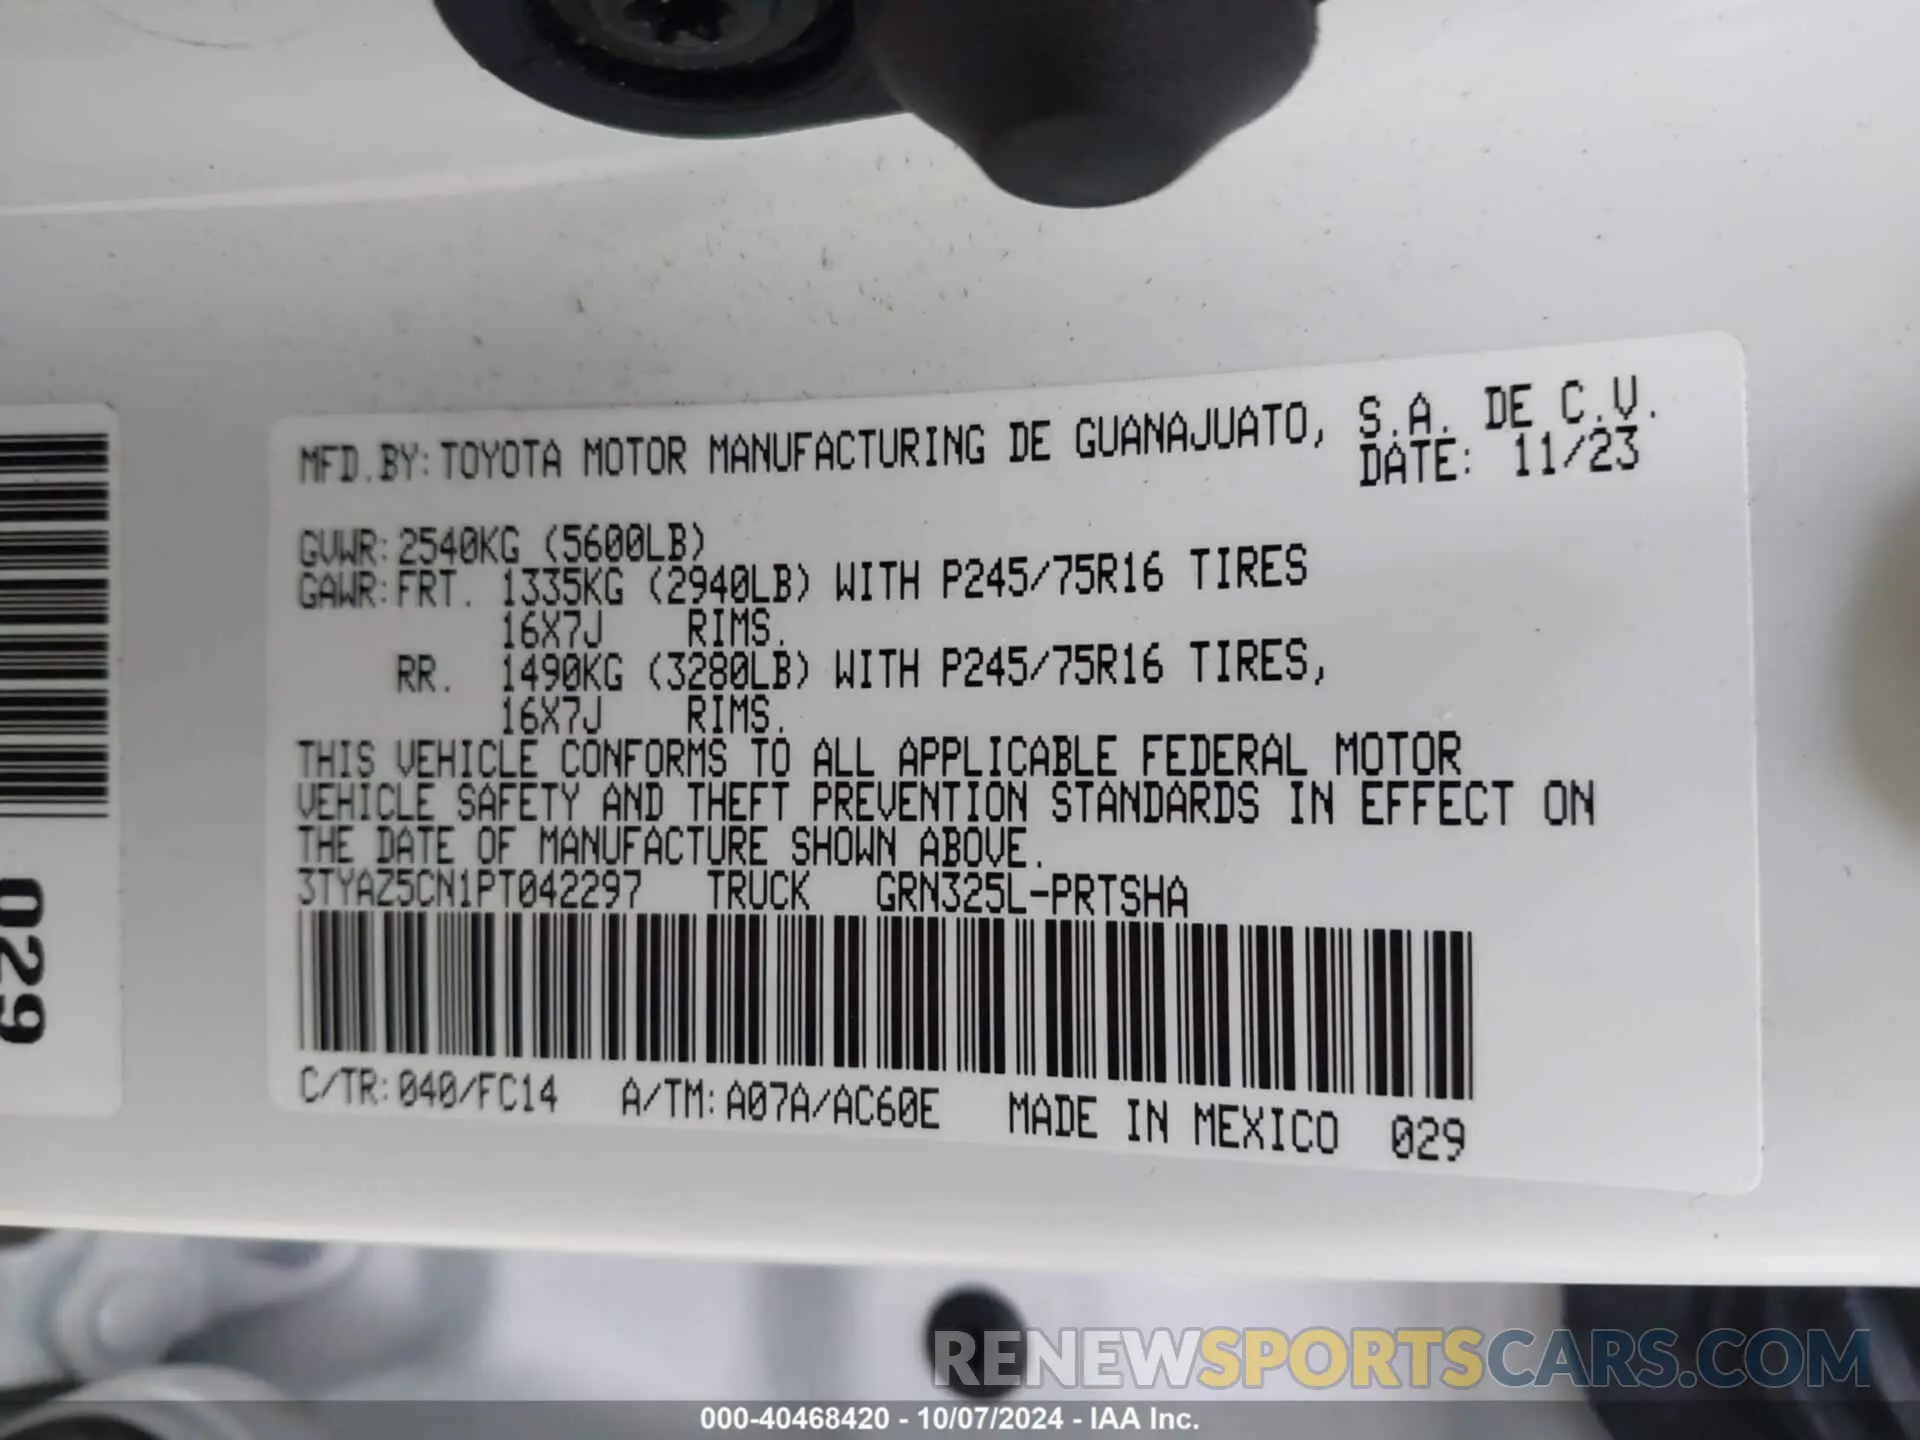 MFD.BY: TOYOTA MOTOR MANUFACTURING DE GUANAJUATO, S.A. DE C.V.
DATE: 11/23
GVWR: 2540KG (5600LB)
GAWR: FRT. 1335KG (2940LB) WITH P245/75R16 TIRES
16X7J RIMS.
RR. 1490KG (3280LB) WITH P245/75R16 TIRES,
16X7J RIMS.
THIS VEHICLE CONFORMS TO ALL APPLICABLE FEDERAL MOTOR
VEHICLE SAFETY AND THEFT PREVENTION STANDARDS IN EFFECT ON
THE DATE OF MANUFACTURE SHOWN ABOVE.
3TYAZ5CN1PT042297 TRUCK GRN325L-PRTSHA
C/TR: 040/FC14 A/TM: A07A/AC60E MADE IN MEXICO 029
029
RENEWSPORTSCARS.COM
000-40468420 - 10/07/2024 - IAA Inc.